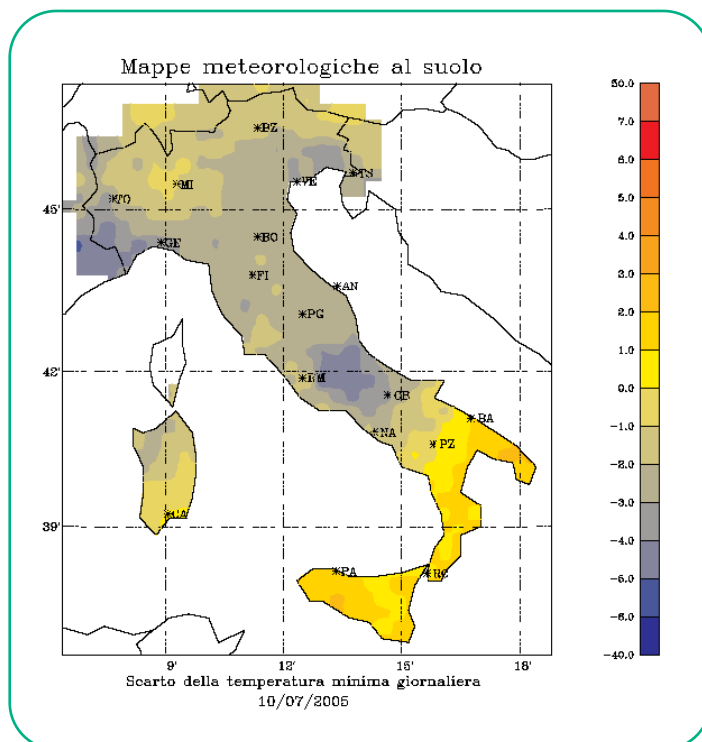 Mappe meteorologiche al suolo
50.0
7.0
6.0
5.0
4.0
3.0
2.0
1.0
0.0
-1.0
-2.0
-3.0
-4.0
-6.0
-6.0
-40.0
*BZ
*MI
*VE
*TS
*TO
45'
*GE
*BO
*FI
*AN
*PG
42'
*RM
*CB
*BA
*NA
*PZ
*CA
39'
*PA
*RC
9' 12' 15' 18'
Scarto della temperatura minima giornaliera
10/07/2005